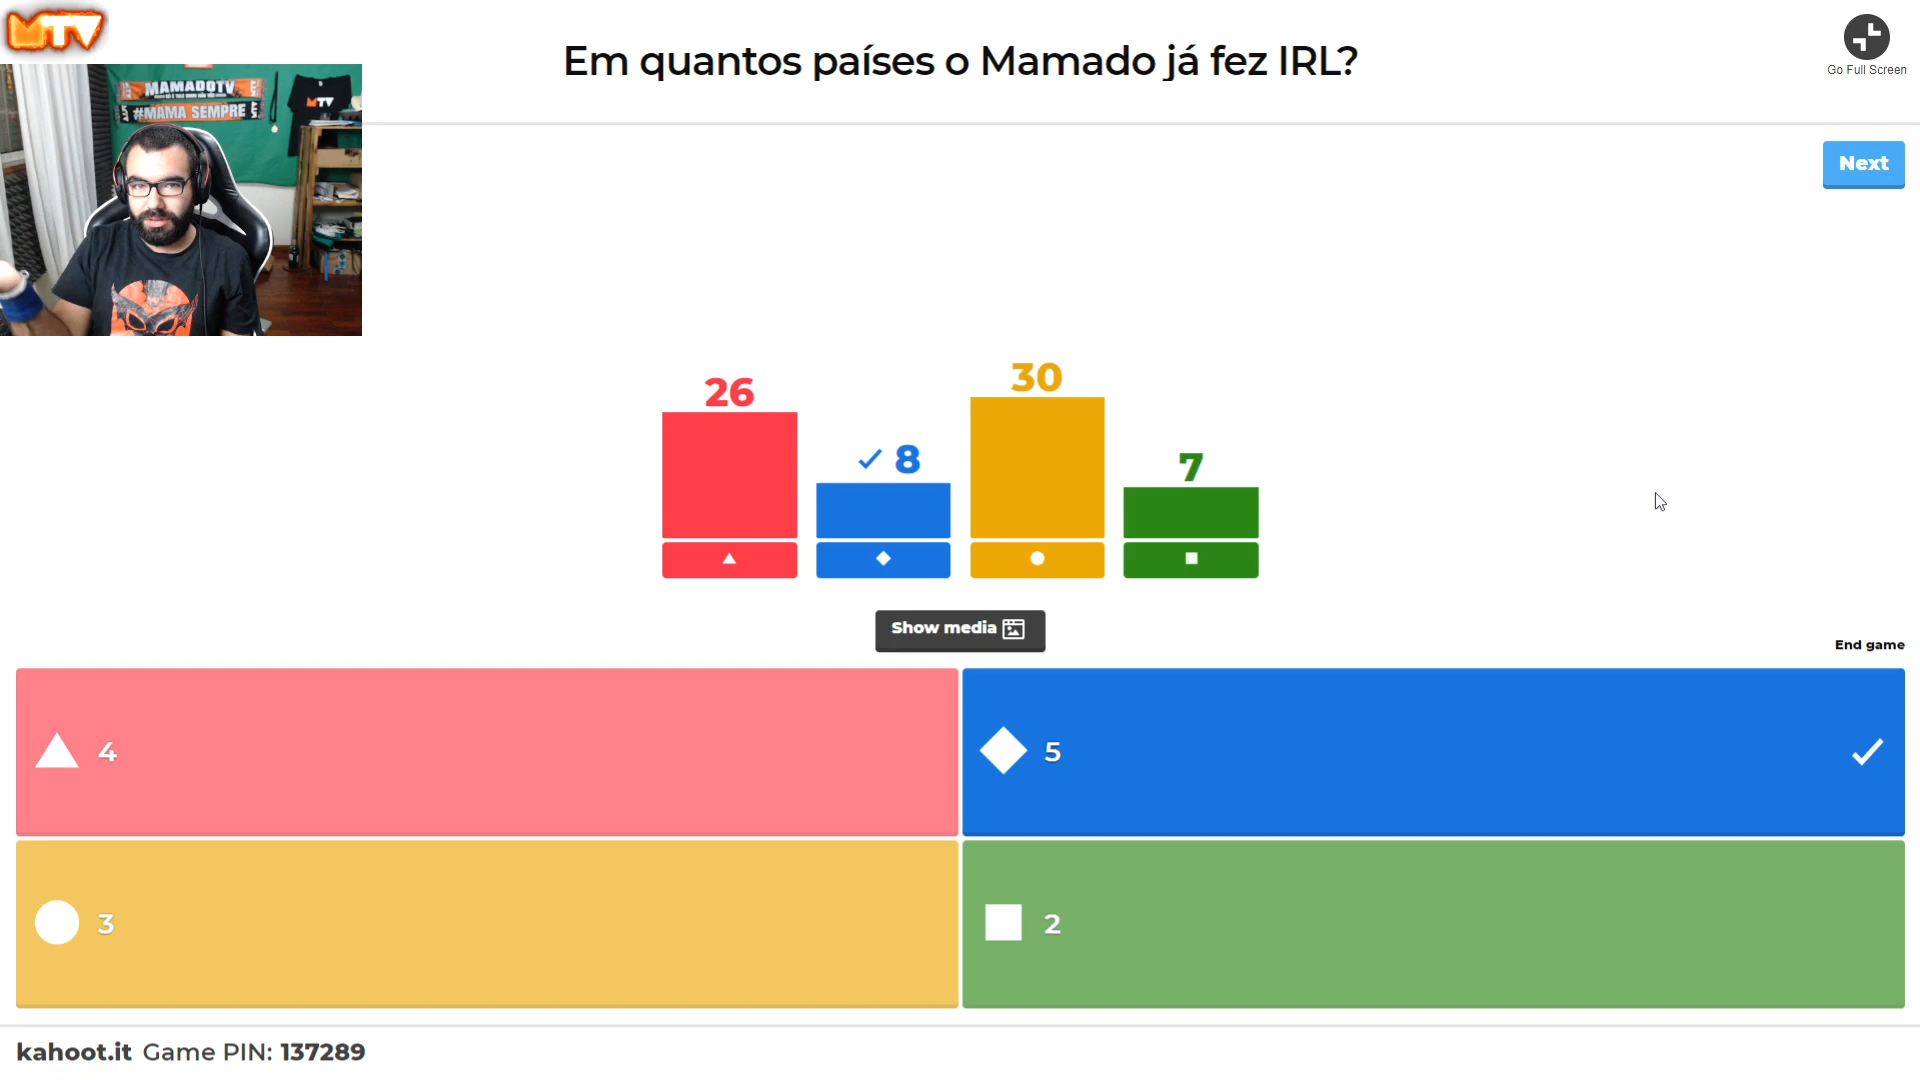 MTV
Em quantos países o Mamado já fez IRL?
Go Full Screen
MAMADOTV
#MAMA SEMPRE
MTV
Next
26
8
30
7
Show media
End game
4
5
3
2
kahoot.it Game PIN: 137289